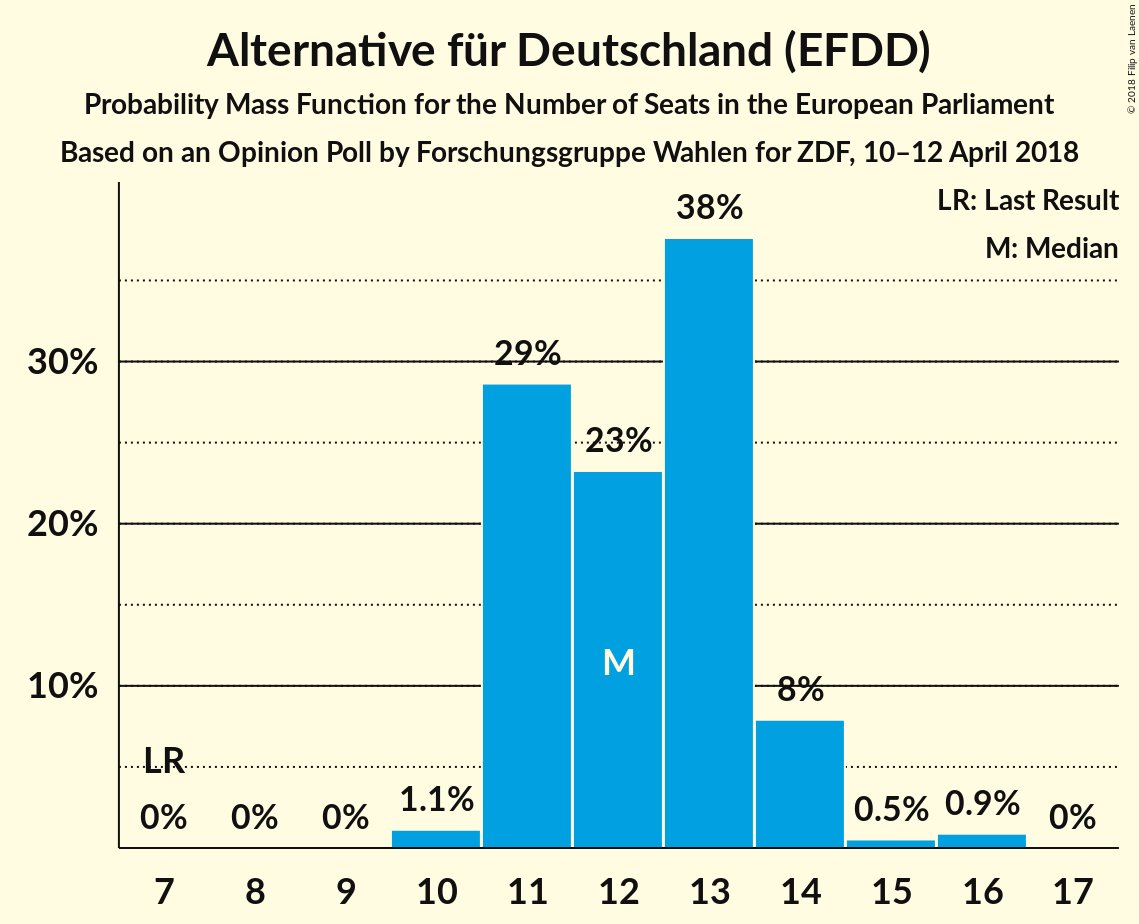 Alternative für Deutschland (EFDD)
Probability Mass Function for the Number of Seats in the European Parliament
Based on an Opinion Poll by Forschungsgruppe Wahlen for ZDF, 10–12 April 2018
© 2018 Filip van Laenen
LR: Last Result
M: Median
38%
30%
29%
23%
20%
M
10%
8%
LR
0%
0%
0%
1.1%
0.5%
0.9%
0%
7 8 9 10 11 12 13 14 15 16 17